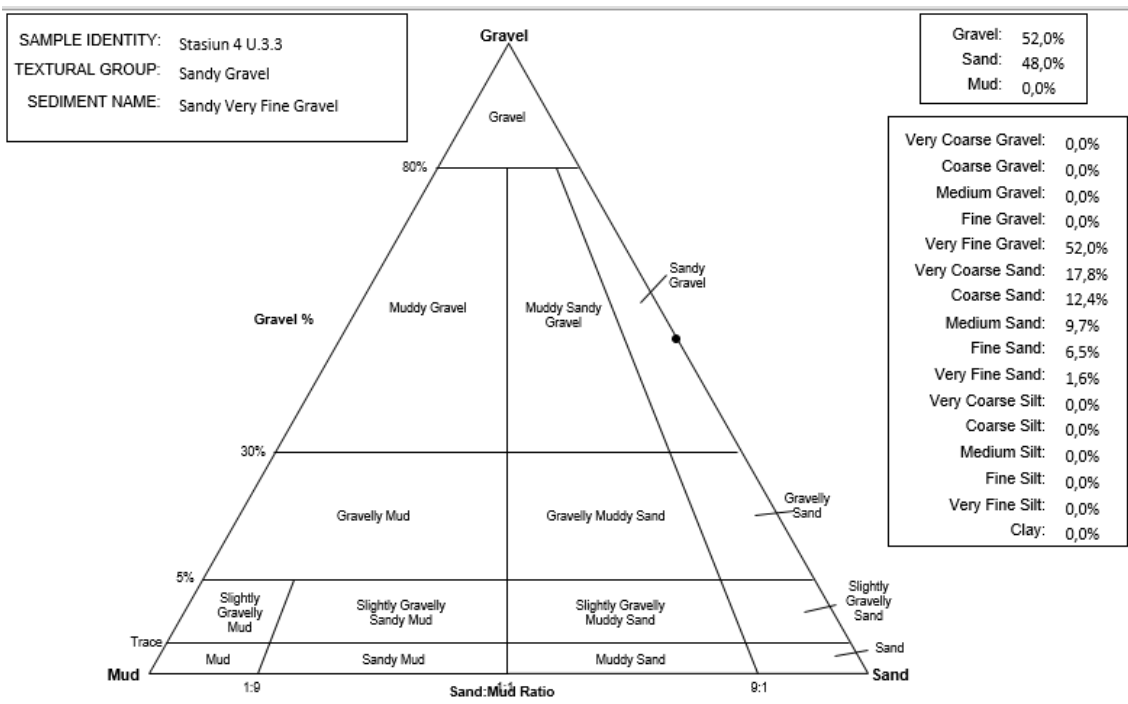 SAMPLE IDENTITY: Stasiun 4 U.3.3
TEXTURAL GROUP: Sandy Gravel
SEDIMENT NAME: Sandy Very Fine Gravel
Gravel: 52,0%
Sand: 48,0%
Mud: 0,0%
Very Coarse Gravel: 0,0%
Coarse Gravel: 0,0%
Medium Gravel: 0,0%
Fine Gravel: 0,0%
Very Fine Gravel: 52,0%
Very Coarse Sand: 17,8%
Coarse Sand: 12,4%
Medium Sand: 9,7%
Fine Sand: 6,5%
Very Fine Sand: 1,6%
Very Coarse Silt: 0,0%
Coarse Silt: 0,0%
Medium Silt: 0,0%
Fine Silt: 0,0%
Very Fine Silt: 0,0%
Clay: 0,0%
Gravel
Gravel
80%
Sandy
Gravel
Muddy Gravel
Muddy Sandy
Gravel
Gravel %
30%
Gravelly Mud
Gravelly Muddy Sand
Gravelly
Sand
5%
Slightly
Gravelly
Mud
Slightly Gravelly
Sandy Mud
Slightly Gravelly
Muddy Sand
Slightly
Gravelly
Sand
Trace
Mud
Sandy Mud
Muddy Sand
Sand
Mud
Sand
1:9
1:1
9:1
Sand:Mud Ratio